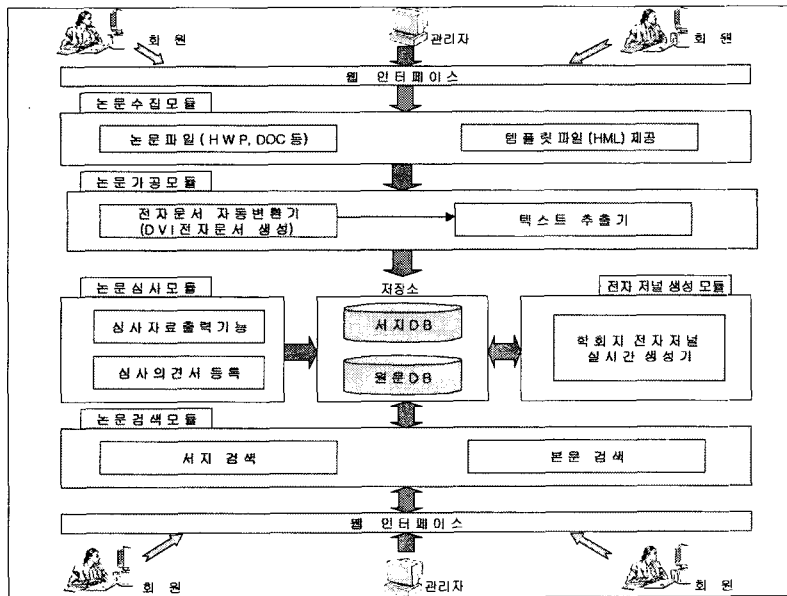 회 원
관리자
회 원
웹 인터페이스
논문수집모듈
논문파일(HWP, DOC등)
템플릿파일(HML) 제공
논문가공모듈
전자문서 자동변환기
(DVI전자문서 생성)
텍스트 추출기
논문심사모듈
저장소
전자저널 생성 모듈
심사자료출력기능
심사의견서 등록
서지DB
원문DB
학회지 전자저널
실시간 생성기
논문검색모듈
서지 검색
본문 검색
웹 인터페이스
회 원
관리자
회 원